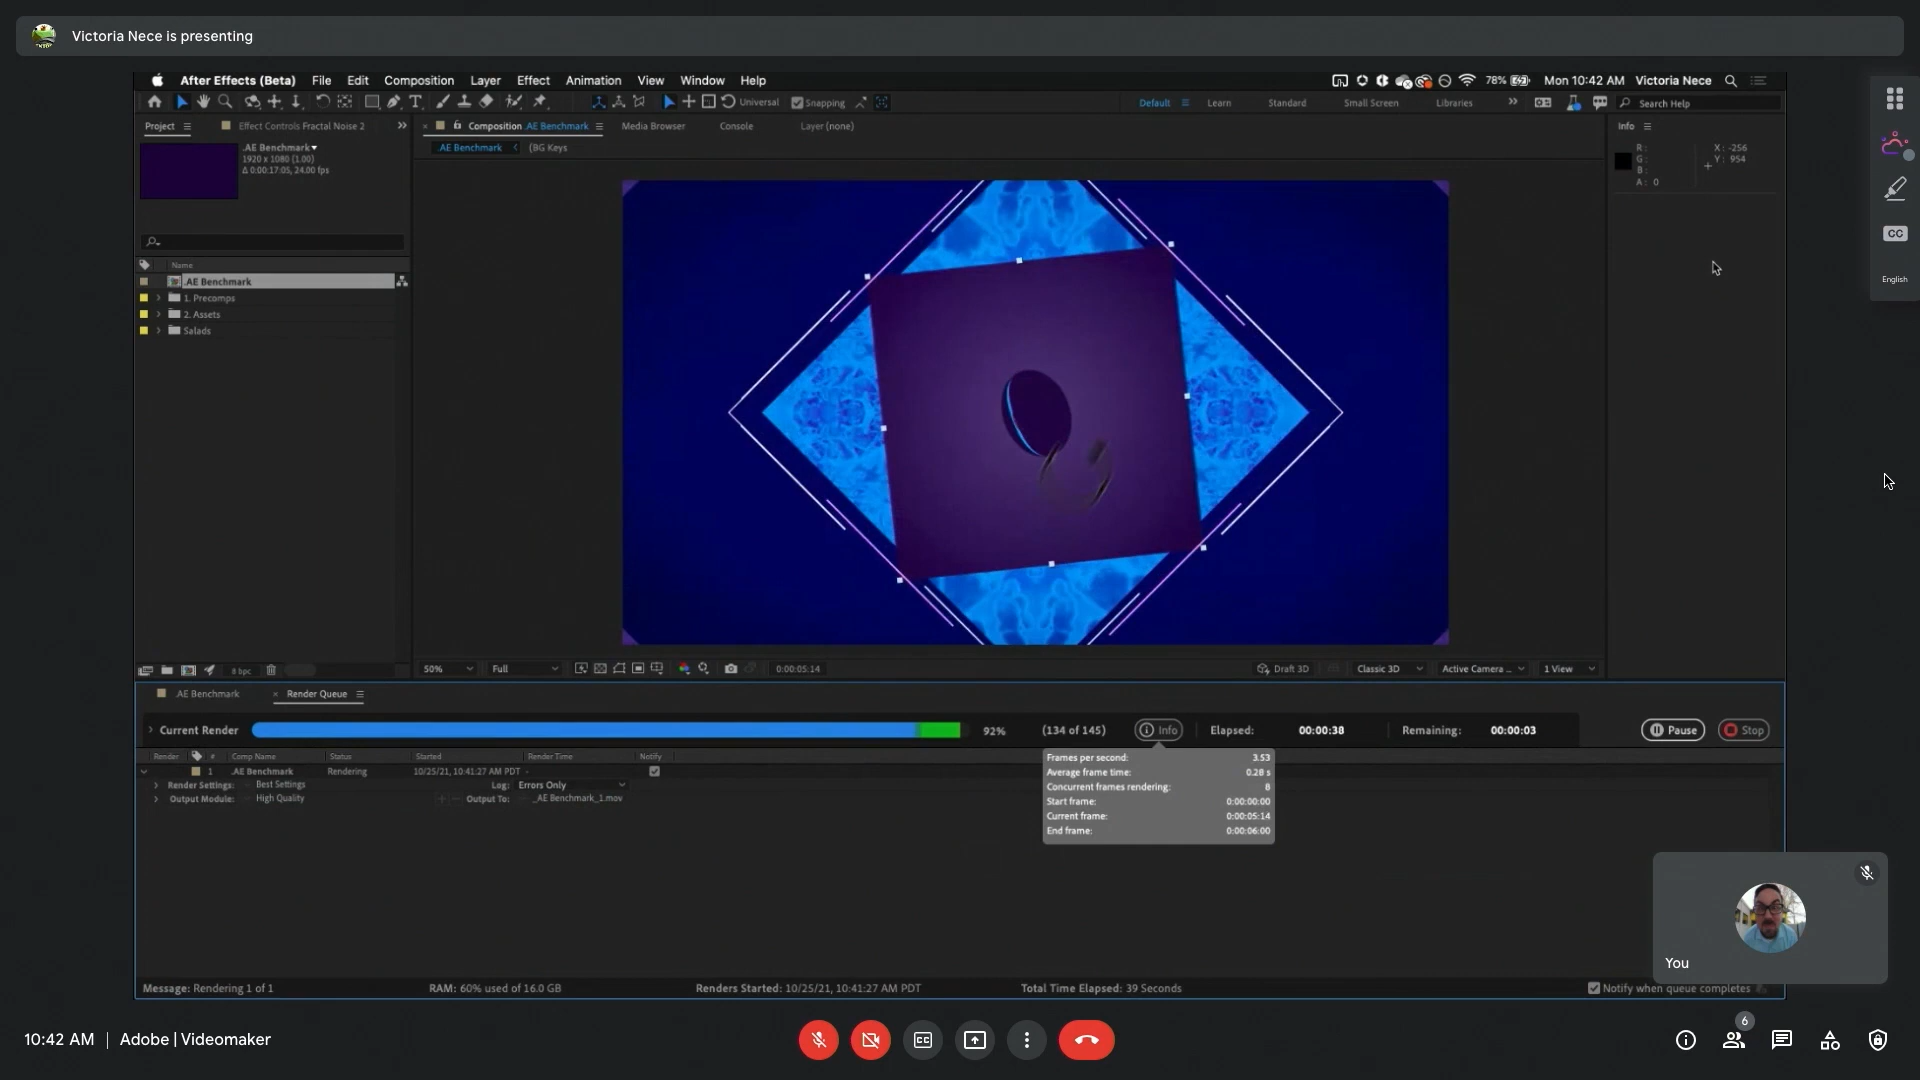 Victoria Nece is presenting
After Effects (Beta) File Edit Composition Layer Effect Animation View Window Help 78% Mon 10:42 AM Victoria Nece
Universal Snapping Default Learn Standard Small Screen Libraries Search Help
Project Effect Controls Fractal Noise 2 Composition .AE Benchmark Media Browser Console Layer (none) Info
.AE Benchmark (BG Keys
.AE Benchmark
1920 x 1080 (1.00)
Δ 0:00:17:05, 24.00 fps
R:
G:
B:
A: 0
X: -256
Y: 954
Name
.AE Benchmark
1. Precomps
2. Assets
Salads
8 bpc 50% Full 0:00:05:14 Draft 3D Classic 3D Active Camera ... 1 View
.AE Benchmark Render Queue
Current Render 92% (134 of 145) Info Elapsed: 00:00:38 Remaining: 00:00:03 Pause Stop
Render # Comp Name Status Started Render Time Notify
1 .AE Benchmark Rendering 10/25/21, 10:41:27 AM PDT -
Render Settings: Best Settings Log: Errors Only
Output Module: High Quality Output To: _AE Benchmark_1.mov
Frames per second: 3.53
Average frame time: 0.28 s
Concurrent frames rendering: 8
Start frame: 0:00:00:00
Current frame: 0:00:05:14
End frame: 0:00:06:00
Message: Rendering 1 of 1 RAM: 60% used of 16.0 GB Renders Started: 10/25/21, 10:41:27 AM PDT Total Time Elapsed: 39 Seconds Notify when queue completes
CC
English
You
10:42 AM | Adobe | Videomaker CC 6